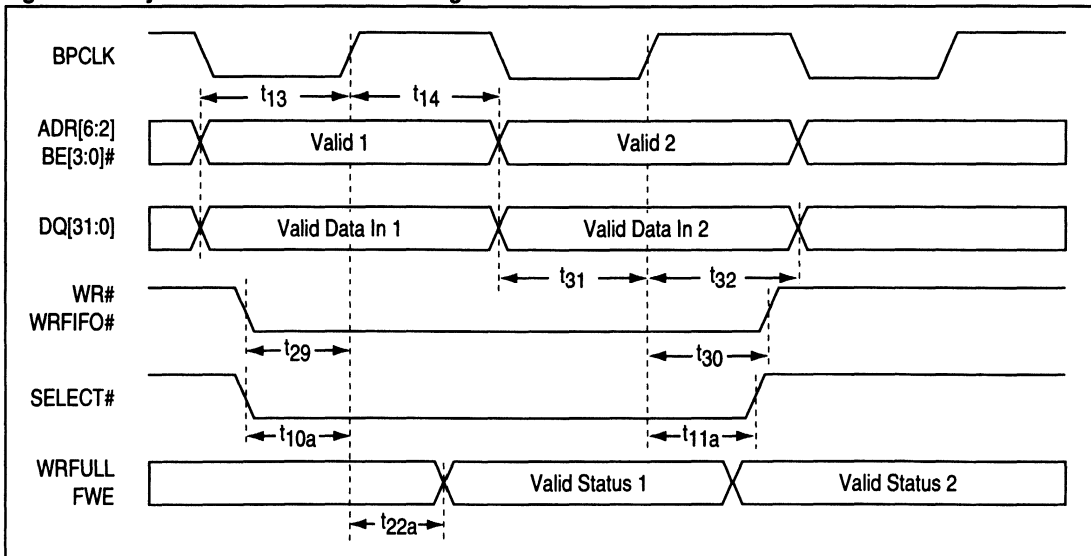 BPCLK
t13
t14
ADR[6:2]
BE[3:0]#
Valid 1
Valid 2
DQ[31:0]
Valid Data In 1
Valid Data In 2
t31
t32
WR#
WRFIFO#
t29
t30
SELECT#
t10a
t11a
WRFULL
FWE
Valid Status 1
Valid Status 2
t22a